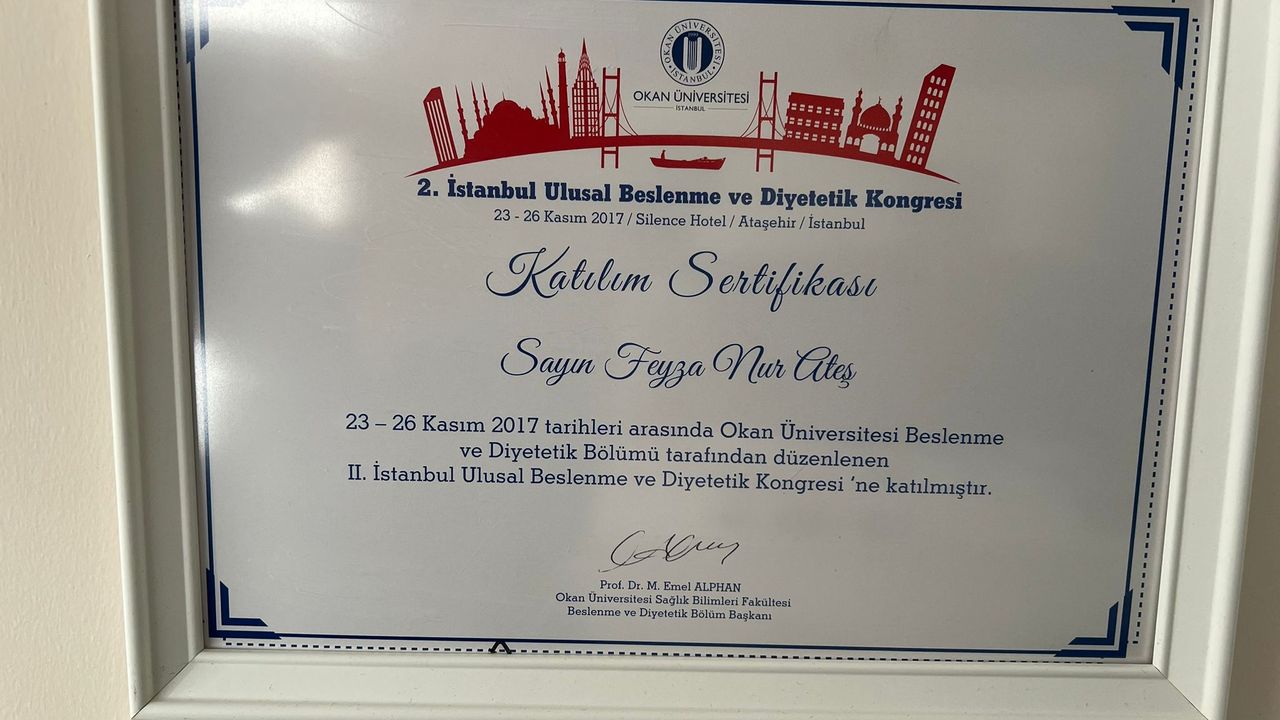 OKAN ÜNİVERSİTESİ
1999
İSTANBUL
OKAN ÜNİVERSİTESİ
İSTANBUL
2. İstanbul Ulusal Beslenme ve Diyetetik Kongresi
23 - 26 Kasım 2017 / Silence Hotel / Ataşehir / İstanbul
Katılım Sertifikası
Sayın Feyza Nur Ateş
23 – 26 Kasım 2017 tarihleri arasında Okan Üniversitesi Beslenme
ve Diyetetik Bölümü tarafından düzenlenen
II. İstanbul Ulusal Beslenme ve Diyetetik Kongresi ’ne katılmıştır.
Prof. Dr. M. Emel ALPHAN
Okan Üniversitesi Sağlık Bilimleri Fakültesi
Beslenme ve Diyetetik Bölüm Başkanı